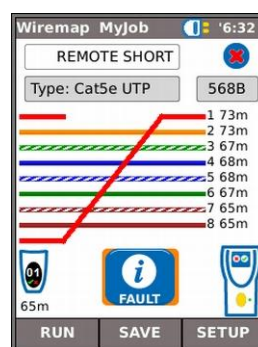 Wiremap MyJob '6:32
REMOTE SHORT
Type: Cat5e UTP 568B
1 73m
2 73m
3 67m
4 68m
5 68m
6 67m
7 65m
8 65m
01
65m
i
FAULT
RUN SAVE SETUP